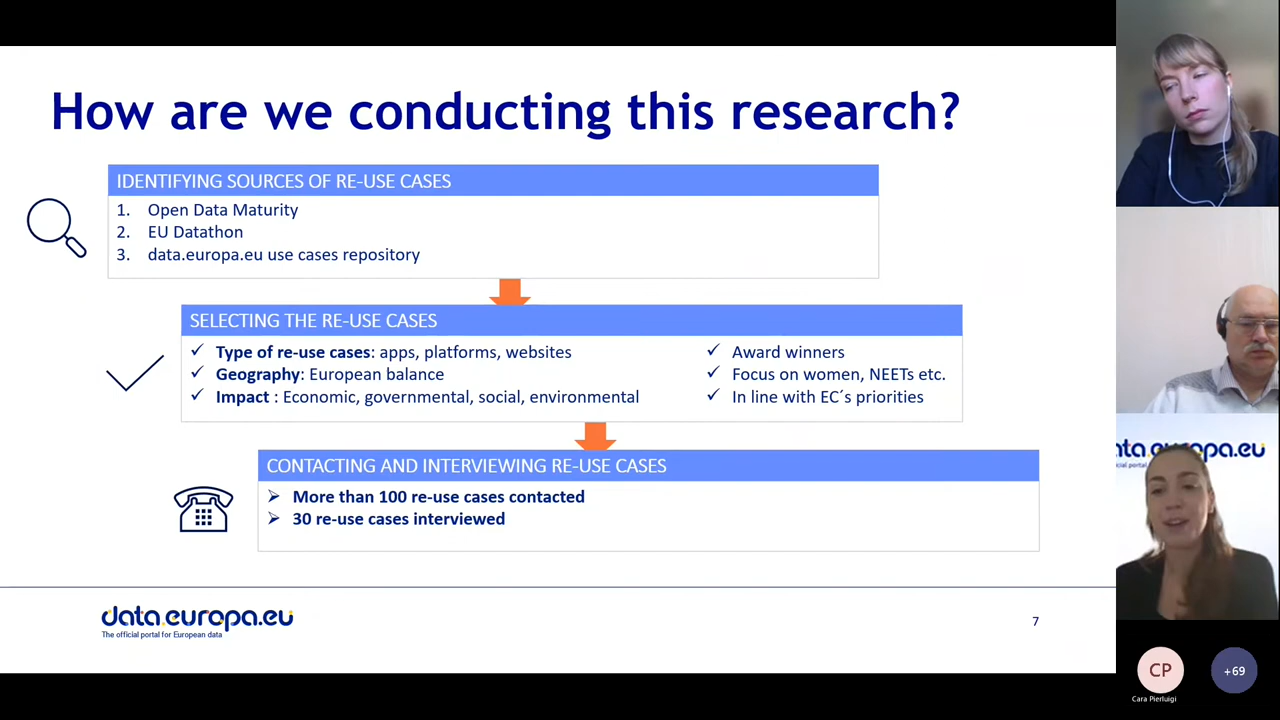 How are we conducting this research?
IDENTIFYING SOURCES OF RE-USE CASES
1. Open Data Maturity
2. EU Datathon
3. data.europa.eu use cases repository
SELECTING THE RE-USE CASES
Type of re-use cases: apps, platforms, websites
Geography: European balance
Impact : Economic, governmental, social, environmental
Award winners
Focus on women, NEETs etc.
In line with EC´s priorities
CONTACTING AND INTERVIEWING RE-USE CASES
More than 100 re-use cases contacted
30 re-use cases interviewed
data.europa.eu
The official portal for European data
7
ata.europa.eu
CP
Cara Pierluigi
+69